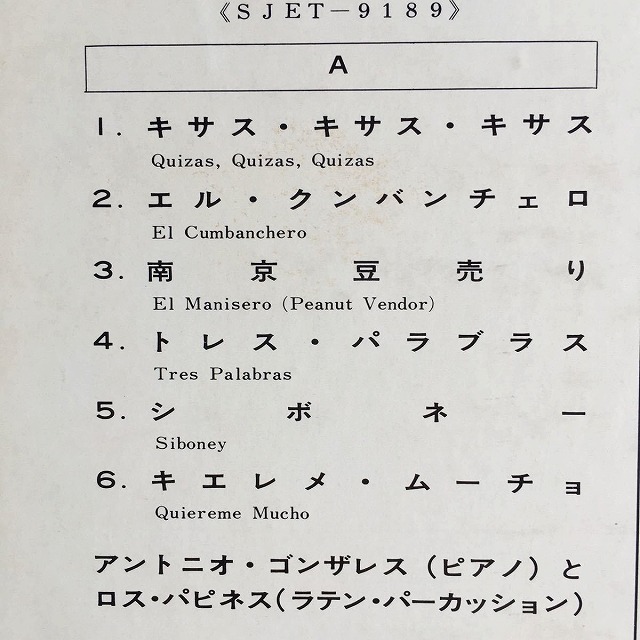 《SJET－9189》
A
1. キサス・キサス・キサス
Quizas, Quizas, Quizas
2. エル・クンバンチェロ
El Cumbanchero
3. 南京豆売り
El Manisero (Peanut Vendor)
4. トレス・パラブラス
Tres Palabras
5. シボネー
Siboney
6. キエレメ・ムーチョ
Quiereme Mucho
アントニオ・ゴンザレス (ピアノ) と
ロス・パピネス(ラテン・パーカッション)